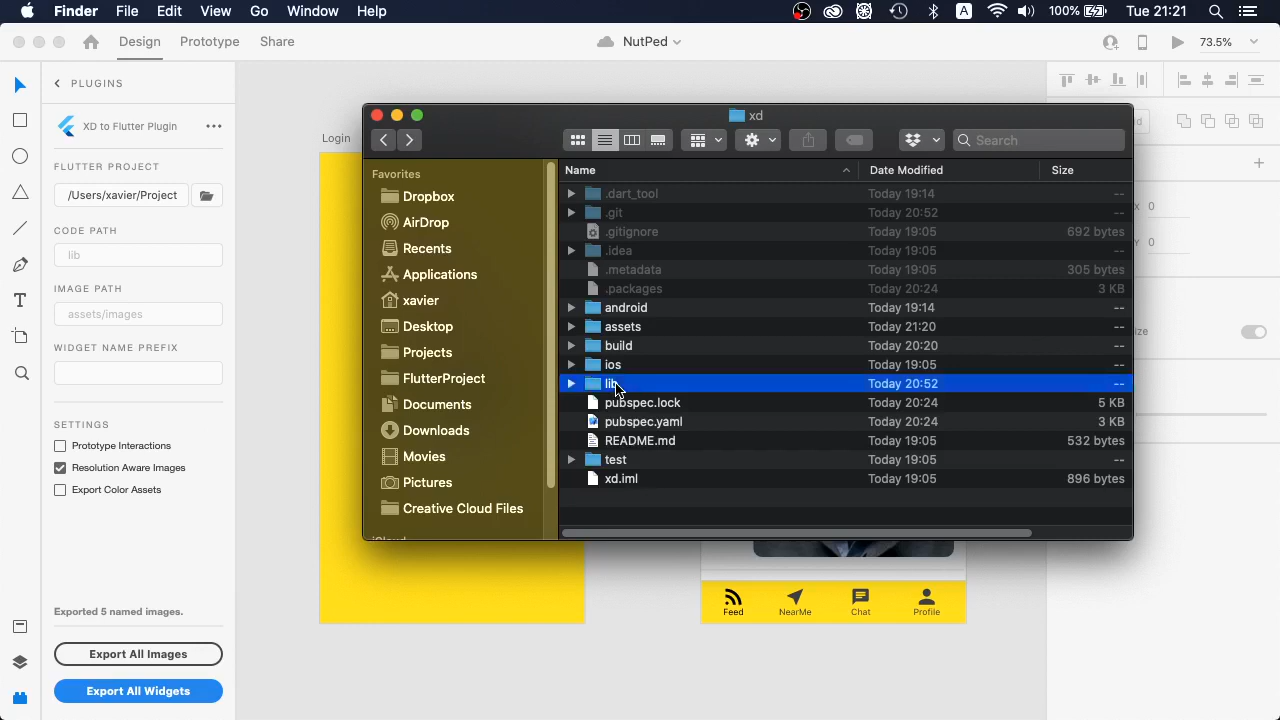 Finder File Edit View Go Window Help A 100% Tue 21:21
Design Prototype Share NutPed 73.5%
PLUGINS
XD to Flutter Plugin
FLUTTER PROJECT
/Users/xavier/Project
CODE PATH
lib
IMAGE PATH
assets/images
WIDGET NAME PREFIX
SETTINGS
Prototype Interactions
Resolution Aware Images
Export Color Assets
Exported 5 named images.
Export All Images
Export All Widgets
Login
xd
Search
Favorites
Dropbox
AirDrop
Recents
Applications
xavier
Desktop
Projects
FlutterProject
Documents
Downloads
Movies
Pictures
Creative Cloud Files
iCloud
Name Date Modified Size
.dart_tool Today 19:14 --
.git Today 20:52 --
.gitignore Today 19:05 692 bytes
.idea Today 19:05 --
.metadata Today 19:05 305 bytes
.packages Today 20:24 3 KB
android Today 19:14 --
assets Today 21:20 --
build Today 20:20 --
ios Today 19:05 --
lib Today 20:52 --
pubspec.lock Today 20:24 5 KB
pubspec.yaml Today 20:24 3 KB
README.md Today 19:05 532 bytes
test Today 19:05 --
xd.iml Today 19:05 896 bytes
Feed NearMe Chat Profile
X 0
Y 0